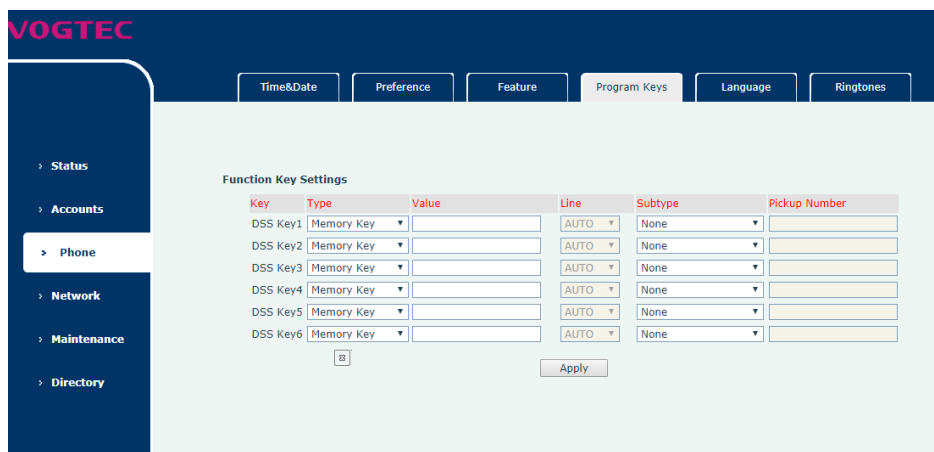 VOGTEC
Time&Date Preference Feature Program Keys Language Ringtones
› Status
› Accounts
› Phone
› Network
› Maintenance
› Directory
Function Key Settings
Key Type Value Line Subtype Pickup Number
DSS Key1 Memory Key AUTO None
DSS Key2 Memory Key AUTO None
DSS Key3 Memory Key AUTO None
DSS Key4 Memory Key AUTO None
DSS Key5 Memory Key AUTO None
DSS Key6 Memory Key AUTO None
Apply